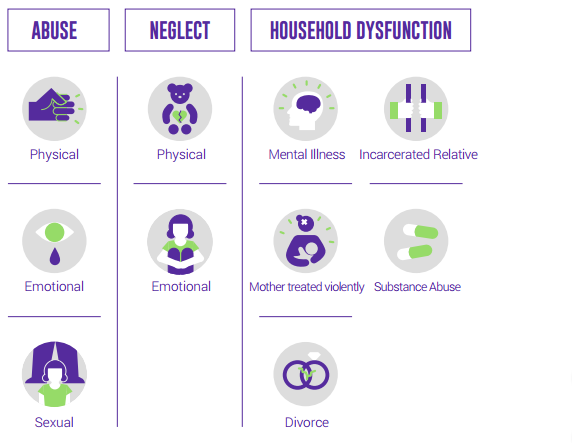 ABUSE
NEGLECT
HOUSEHOLD DYSFUNCTION
Physical
Physical
Mental Illness
Incarcerated Relative
Emotional
Emotional
Mother treated violently
Substance Abuse
Sexual
Divorce